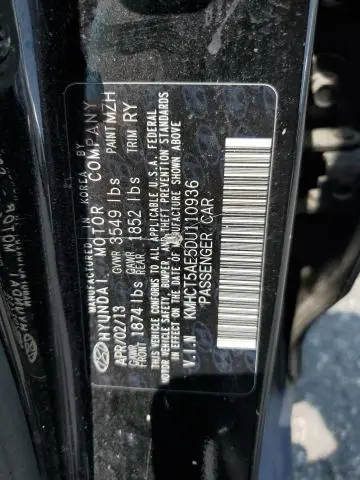 MANUFACTURED IN KOREA BY
HYUNDAI MOTOR COMPANY
APR/02/13 GVWR 3549 lbs PAINT MZH
GAWR FRONT 1874 lbs GAWR REAR 1852 lbs TRIM RY
THIS VEHICLE CONFORMS TO ALL APPLICABLE U.S.A. FEDERAL
MOTOR VEHICLE SAFETY, BUMPER AND THEFT
STANDARDS IN EFFECT ON THE DATE OF MANUFACTURE SHOWN ABOVE
KMHCT5AE5DU110936
V.I.N PASSENGER CAR